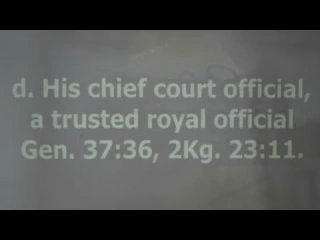 d. His chief court official,
a trusted royal official
Gen. 37:36, 2Kg. 23:11.